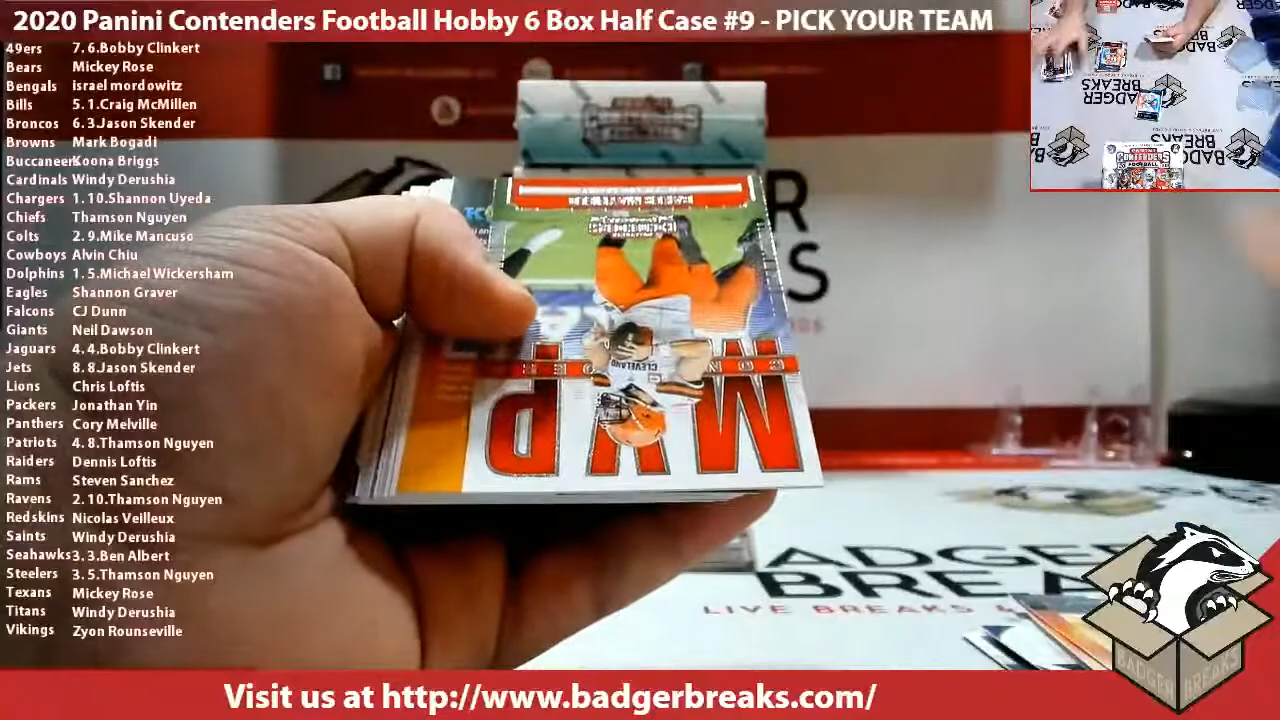 2020 Panini Contenders Football Hobby 6 Box Half Case #9 - PICK YOUR TEAM
49ers 7. 6.Bobby Clinkert
Bears Mickey Rose
Bengals Israel mordowitz
Bills 5. 1.Craig McMillen
Broncos 6. 3.Jason Skender
Browns Mark Bogadi
Buccaneers Koona Briggs
Cardinals Windy Derushia
Chargers 1. 10.Shannon Uyeda
Chiefs Thamson Nguyen
Colts 2. 9.Mike Mancuso
Cowboys Alvin Chiu
Dolphins 1. 5.Michael Wickersham
Eagles Shannon Graver
Falcons CJ Dunn
Giants Neil Dawson
Jaguars 4. 4.Bobby Clinkert
Jets 8. 8.Jason Skender
Lions Chris Loftis
Packers Jonathan Yin
Panthers Cory Melville
Patriots 4. 8.Thamson Nguyen
Raiders Dennis Loftis
Rams Steven Sanchez
Ravens 2. 10.Thamson Nguyen
Redskins Nicolas Veilleux
Saints Windy Derushia
Seahawks 3. 3.Ben Albert
Steelers 3. 5.Thamson Nguyen
Texans Mickey Rose
Titans Windy Derushia
Vikings Zyon Rounseville
BADGER
BREAKS
CONTENDERS
FOOTBALL
MVP
CONTENDERS
CLEVELAND
R
S
ADGER
BREA
LIVE BREAKS &
BADGER BREAKS
Visit us at http://www.badgerbreaks.com/